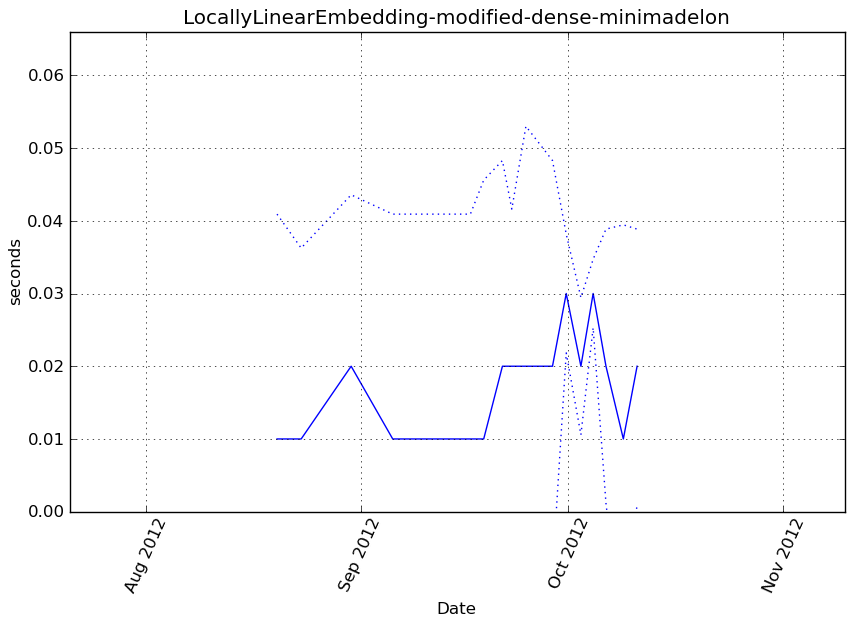 LocallyLinearEmbedding-modified-dense-minimadelon
0.06
0.05
0.04
0.03
0.02
0.01
0.00
seconds
Aug 2012
Sep 2012
Oct 2012
Nov 2012
Date